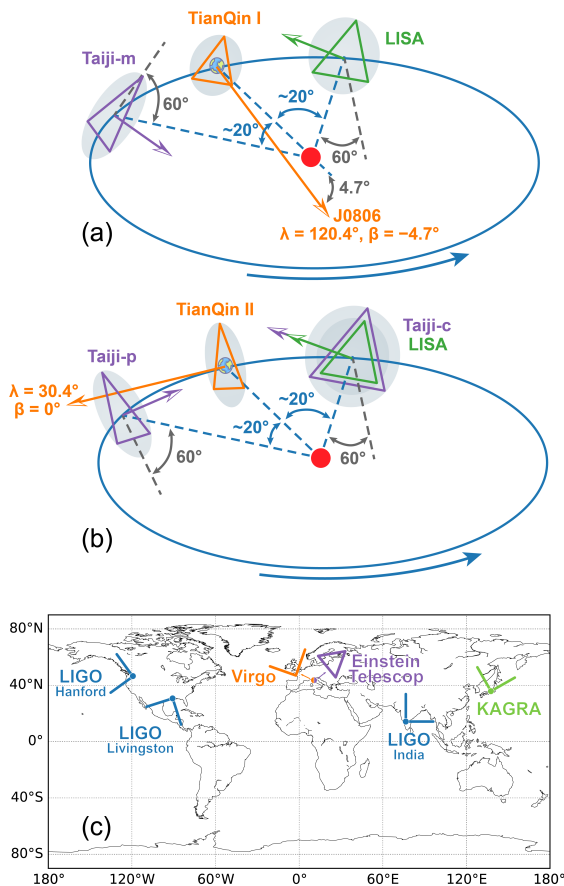 TianQin I
LISA
Taiji-m
60°
~20°
~20°
60°
4.7°
J0806
λ = 120.4°, β = −4.7°
(a)
TianQin II
Taiji-c
LISA
Taiji-p
λ = 30.4°
β = 0°
~20°
~20°
60°
60°
(b)
80°N
40°N
0°
40°S
80°S
LIGO
Hanford
LIGO
Livingston
Virgo
Einstein
Telescop
LIGO
India
KAGRA
(c)
180°
120°W
60°W
0°
60°E
120°E
180°